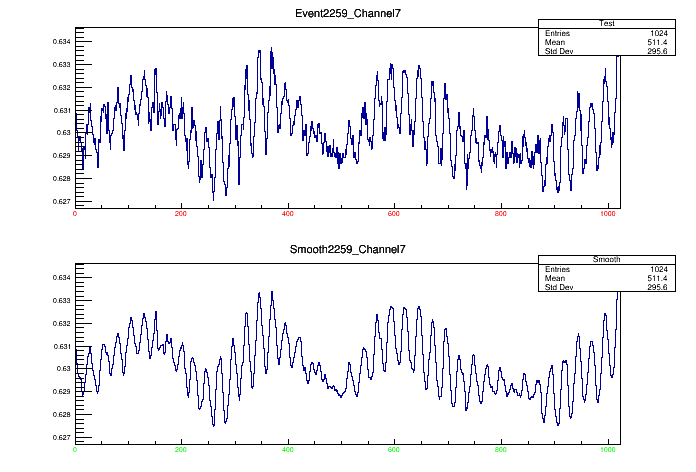 Event2259_Channel7
Test
Entries 1024
Mean 511.4
Std Dev 295.6
0.634
0.633
0.632
0.631
0.63
0.629
0.628
0.627
0 200 400 600 800 1000
Smooth2259_Channel7
Smooth
Entries 1024
Mean 511.4
Std Dev 295.6
0.634
0.633
0.632
0.631
0.63
0.629
0.628
0.627
0 200 400 600 800 1000